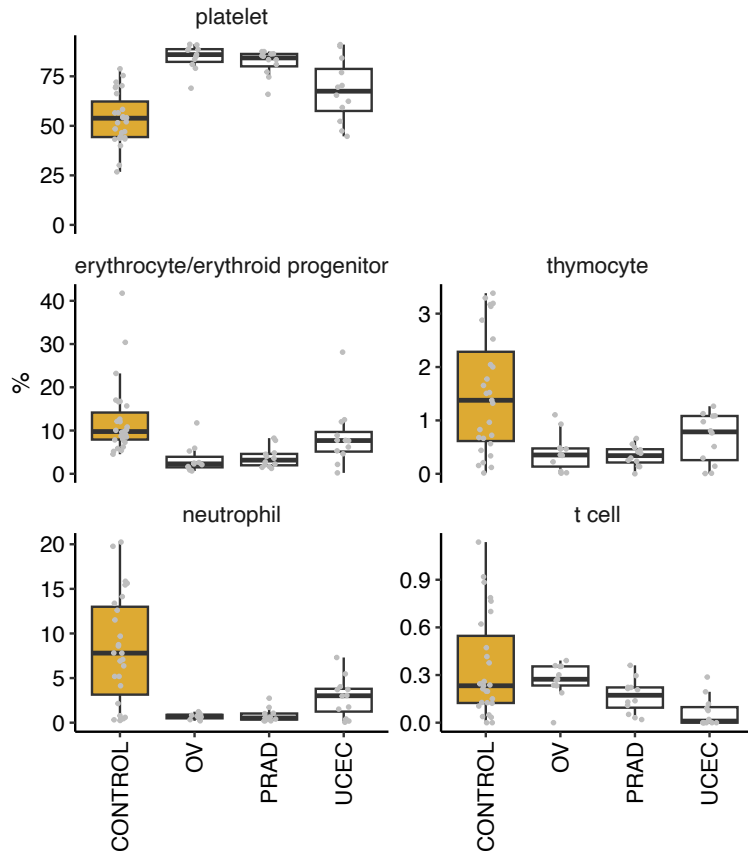 platelet
75
50
25
0
erythrocyte/erythroid progenitor
thymocyte
%
40
30
20
10
0
3
2
1
0
neutrophil
t cell
20
15
10
5
0
0.9
0.6
0.3
0.0
CONTROL
OV
PRAD
UCEC
CONTROL
OV
PRAD
UCEC